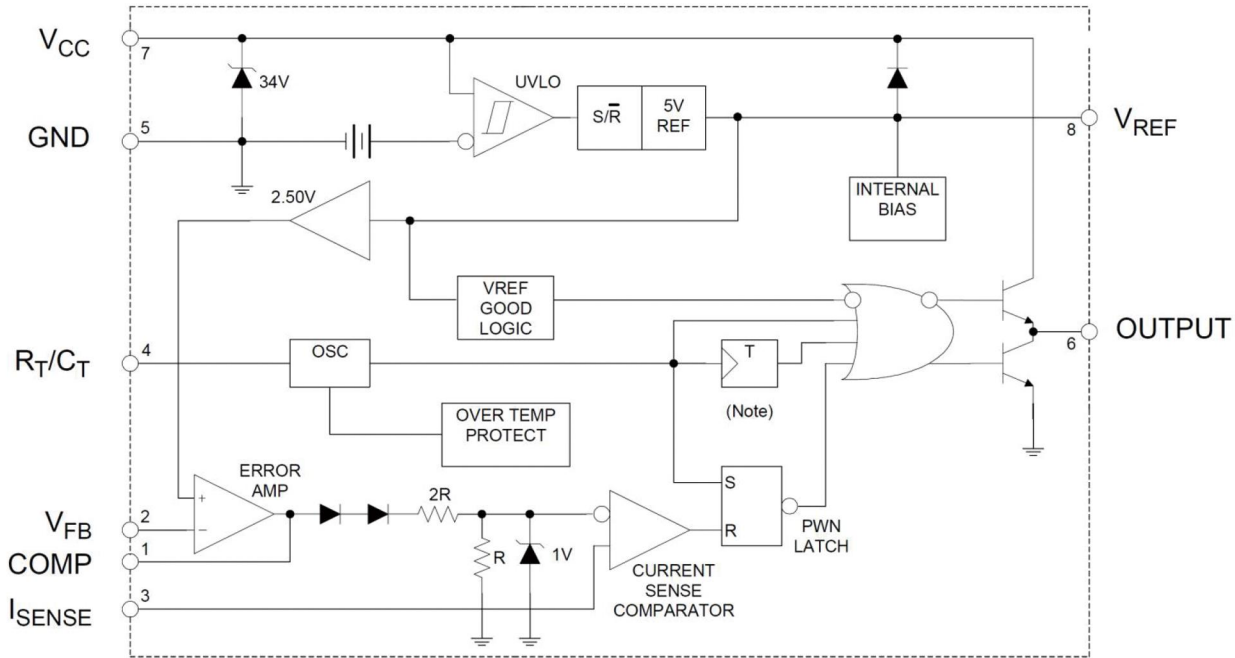 VCC
7
34V
UVLO
S/R̅
5V
REF
GND
5
8
VREF
2.50V
INTERNAL
BIAS
VREF
GOOD
LOGIC
RT/CT
4
OSC
T
(Note)
6
OUTPUT
OVER TEMP
PROTECT
ERROR
AMP
+
−
2R
S
R
PWN
LATCH
VFB
2
COMP
1
R
1V
CURRENT
SENSE
COMPARATOR
ISENSE
3